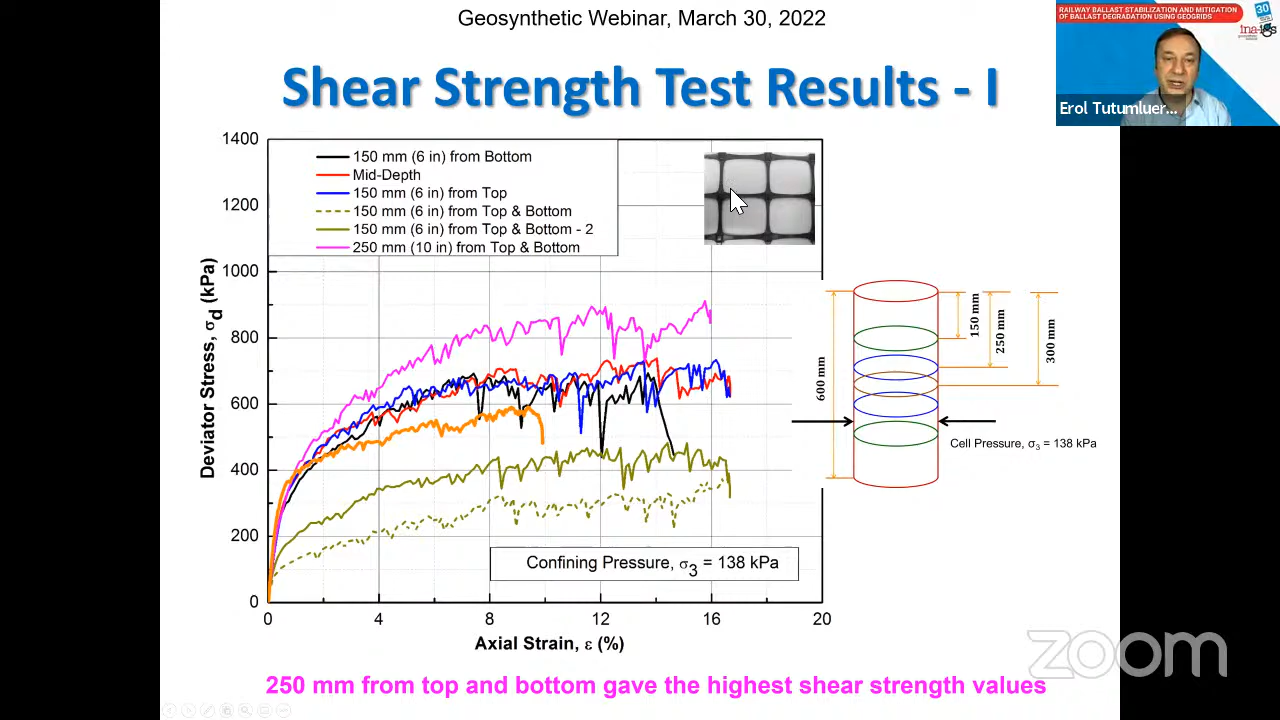 Geosynthetic Webinar, March 30, 2022
RAILWAY BALLAST STABILIZATION AND MITIGATION
OF BALLAST DEGRADATION USING GEOGRIDS
30
ina-igs
Erol Tutumluer...
Shear Strength Test Results - I
1400
1200
1000
800
600
400
200
0
Deviator Stress, σd (kPa)
150 mm (6 in) from Bottom
Mid-Depth
150 mm (6 in) from Top
150 mm (6 in) from Top & Bottom
150 mm (6 in) from Top & Bottom - 2
250 mm (10 in) from Top & Bottom
Confining Pressure, σ3 = 138 kPa
0 4 8 12 16 20
Axial Strain, ε (%)
600 mm
150 mm
250 mm
300 mm
Cell Pressure, σ3 = 138 kPa
zoom
250 mm from top and bottom gave the highest shear strength values